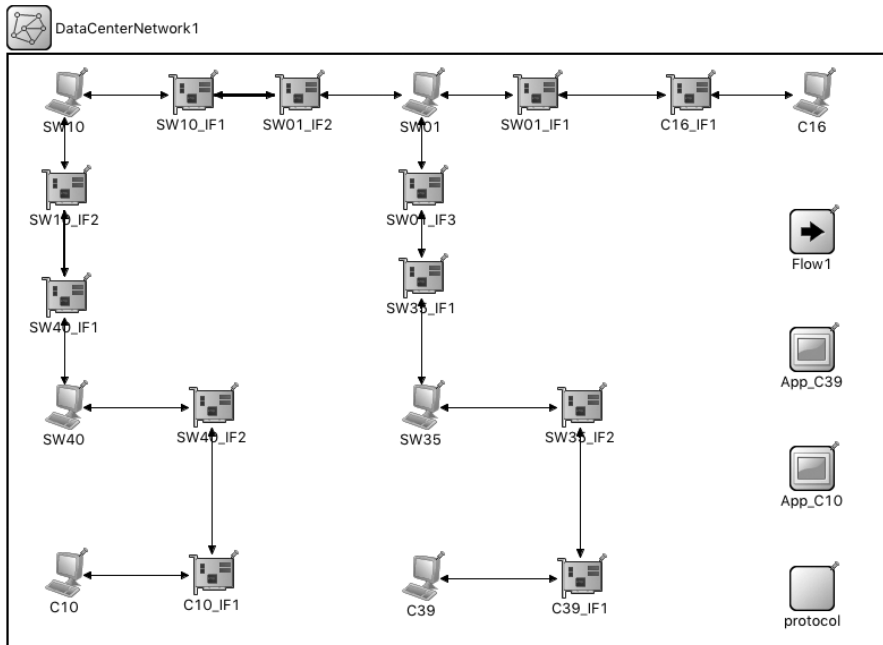 DataCenterNetwork1
SW10
SW10_IF1
SW01_IF2
SW01
SW01_IF1
C16_IF1
C16
SW10_IF2
SW01_IF3
Flow1
SW40_IF1
SW35_IF1
App_C39
SW40
SW40_IF2
SW35
SW35_IF2
App_C10
C10
C10_IF1
C39
C39_IF1
protocol